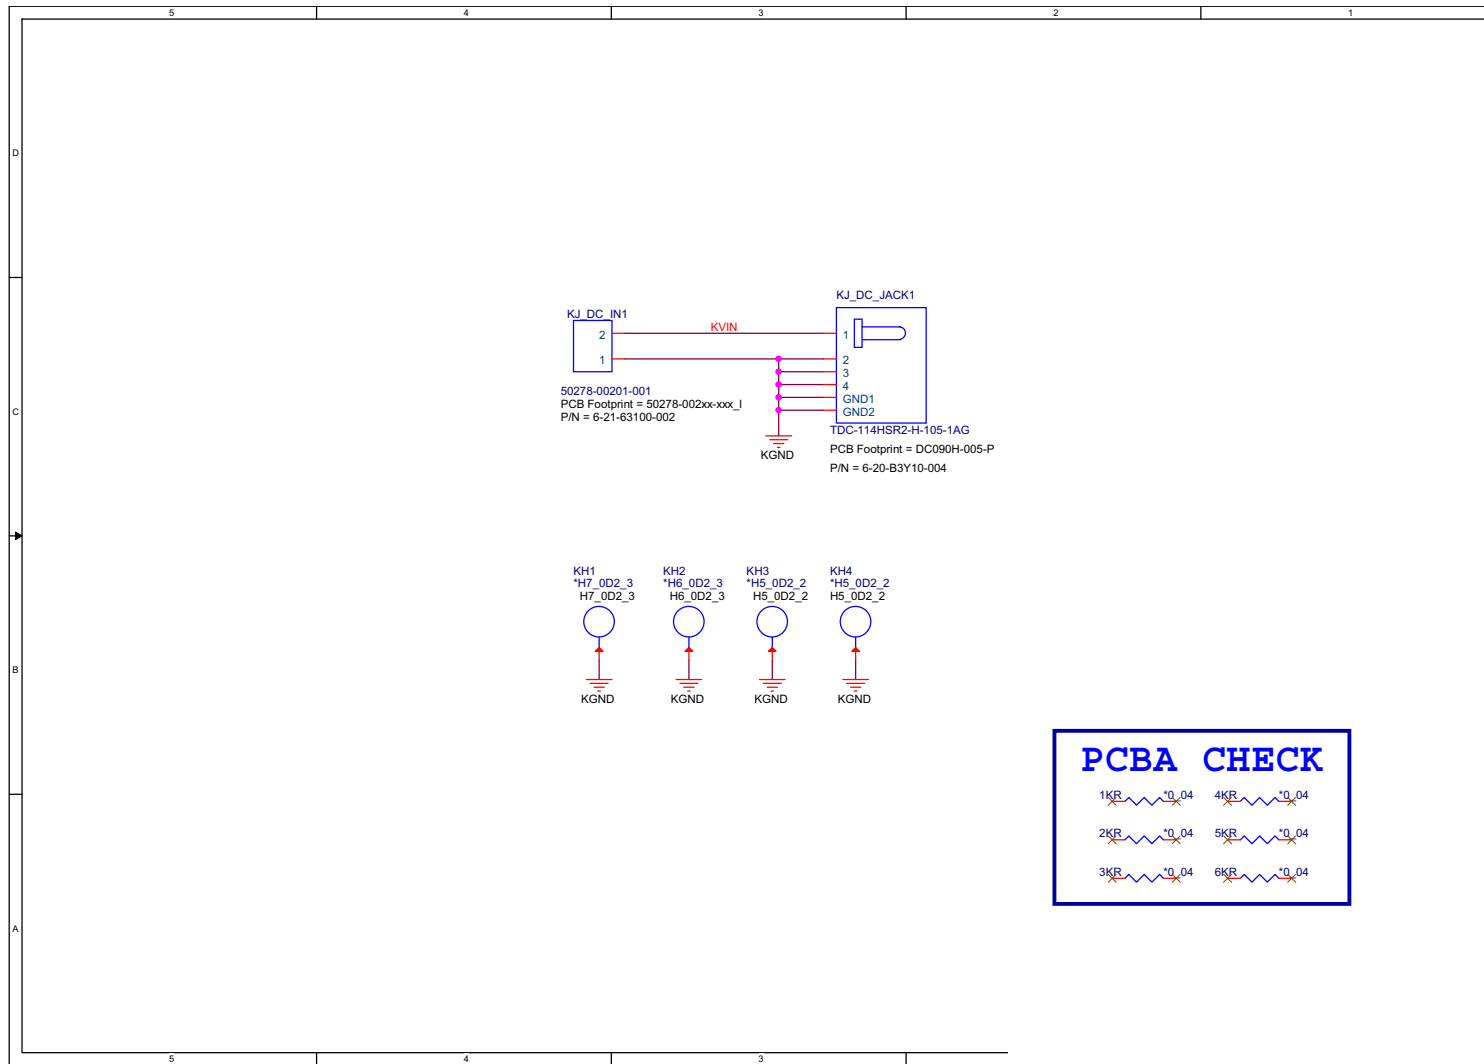 5 4 3 2 1
D
C
B
A
KJ_DC_JACK1
KJ_DC_IN1
KVIN
2
1
1
2
3
4
GND1
GND2
50278-00201-001
PCB Footprint = 50278-002xx-xxx_l
P/N = 6-21-63100-002
TDC-114HSR2-H-105-1AG
PCB Footprint = DC090H-005-P
P/N = 6-20-B3Y10-004
KGND
KH1 KH2 KH3 KH4
*H7_0D2_3 *H6_0D2_3 *H5_0D2_2 *H5_0D2_2
H7_0D2_3 H6_0D2_3 H5_0D2_2 H5_0D2_2
KGND KGND KGND KGND
PCBA CHECK
1KR *0_04 4KR *0_04
2KR *0_04 5KR *0_04
3KR *0_04 6KR *0_04
5 4 3